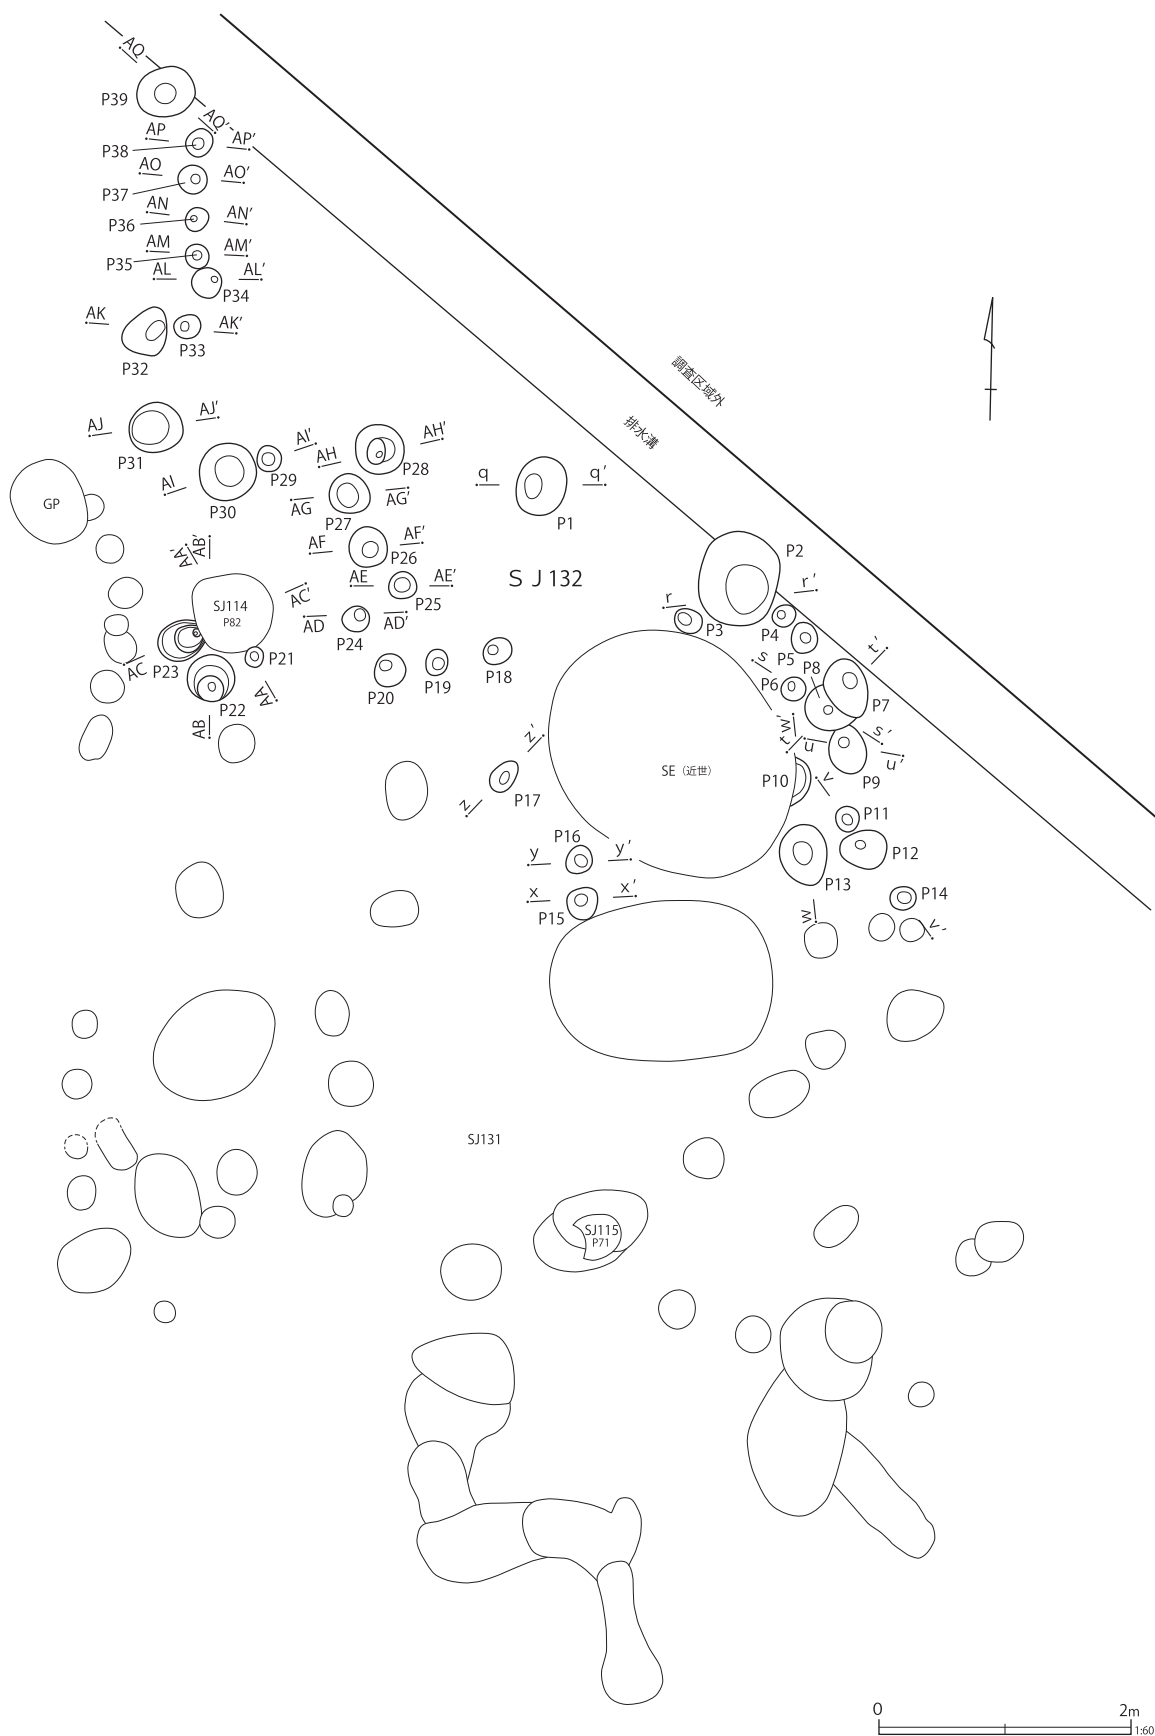 AQ
P39
AQ'
AP
AP'
P38
AO
AO'
P37
AN
AN'
P36
AM
AM'
P35
AL
AL'
P34
AK
AK'
P33
P32
調査区域外
排水溝
AJ
AJ'
P31
AI'
AH
AH'
P28
P29
AI
P30
q
q'
P1
GP
AG
AG'
P27
AB'
AA'
AF
AF'
P26
P2
SJ132
AE
AE'
P25
AC'
r'
r
SJ114
P82
AD
AD'
P24
P3
P4
P5
t'
P21
P23
AC
s
P8
P18
P19
P20
P6
P7
AA
P22
AB
w'
t
u
s'
u'
z'
SE（近世）
P10
v
P9
P17
z
P11
P16
y
y'
P12
P13
x
x'
P15
P14
w
v'
SJ131
SJ115
P71
0
2m
1:60